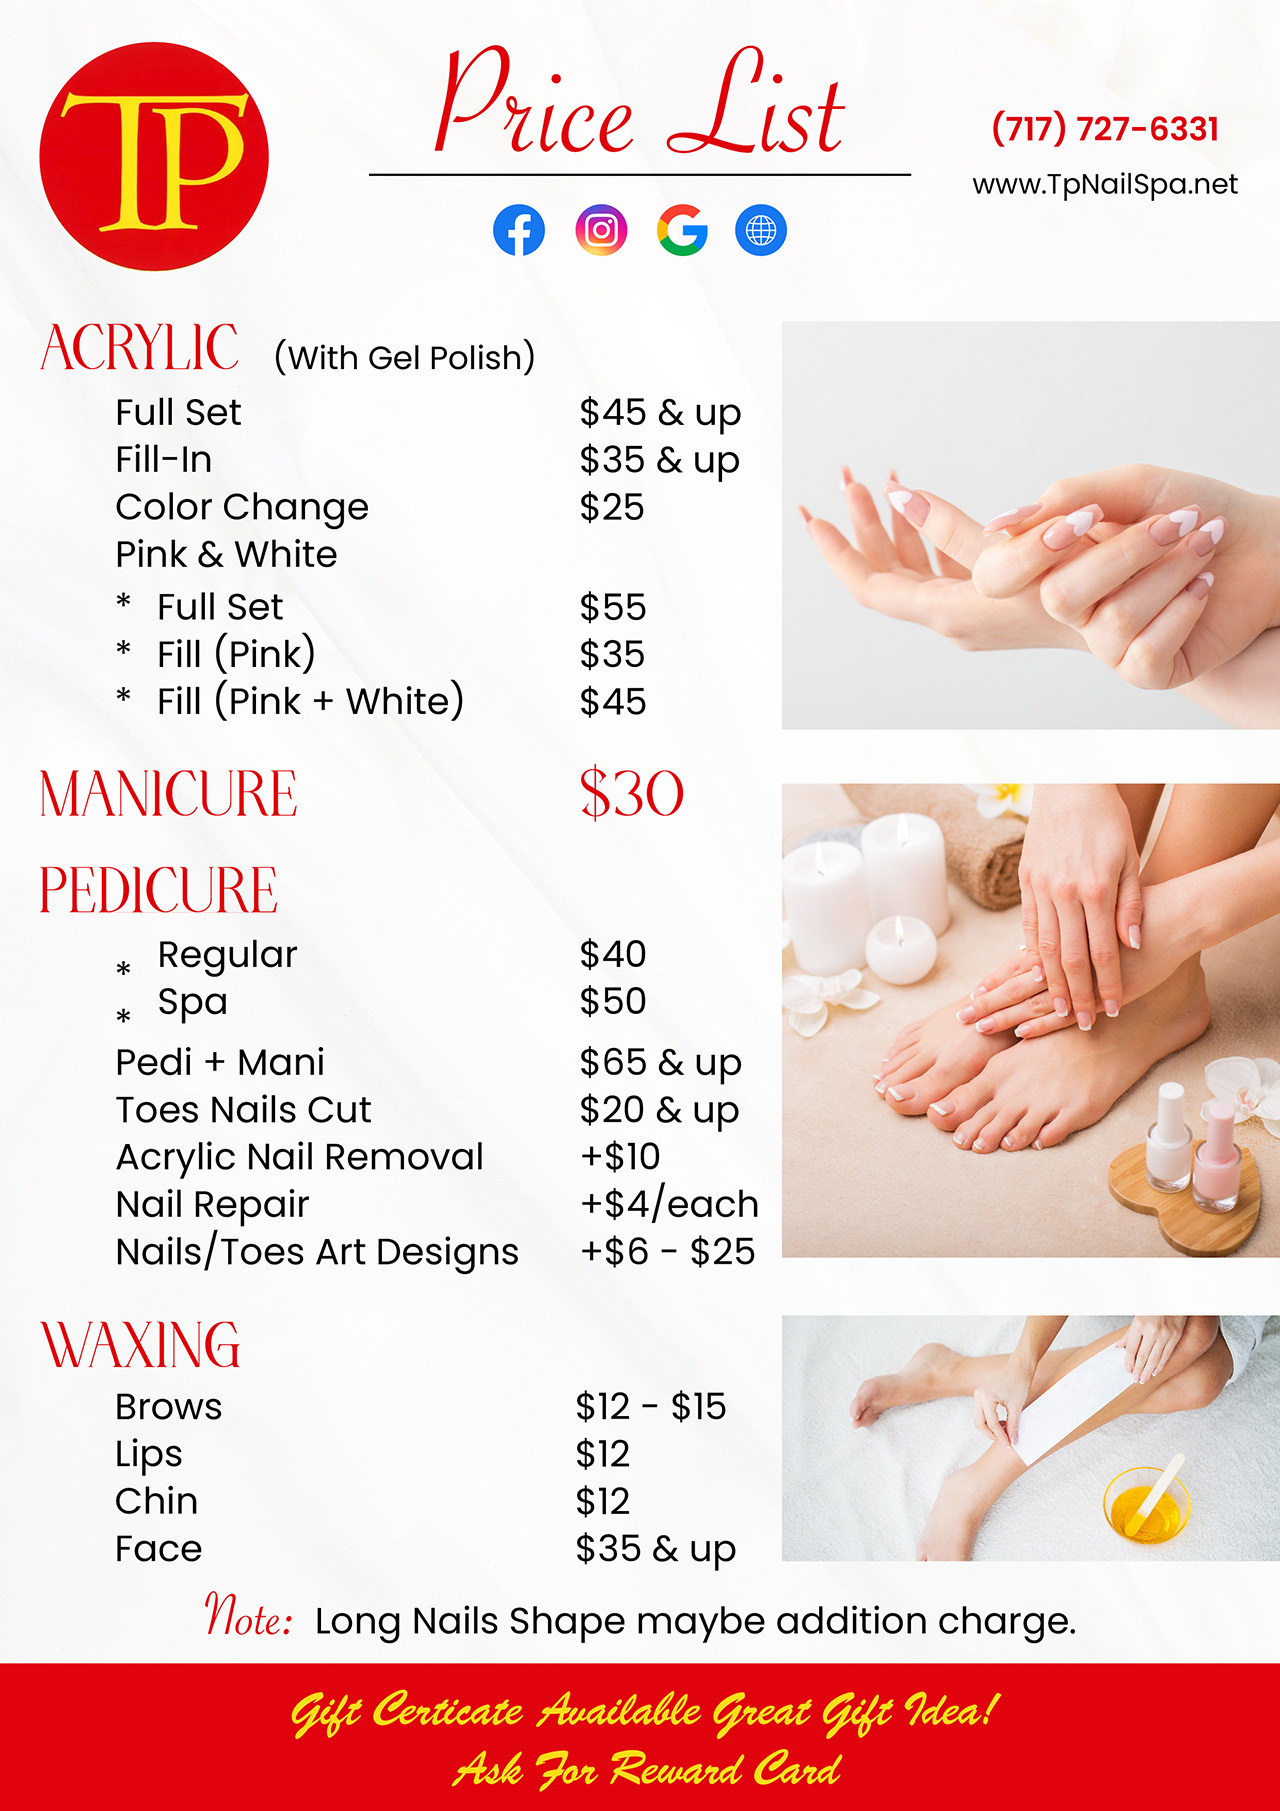 TP
Price List
(717) 727-6331
www.TpNailSpa.net
ACRYLIC (With Gel Polish)
Full Set $45 & up
Fill-In $35 & up
Color Change $25
Pink & White
* Full Set $55
* Fill (Pink) $35
* Fill (Pink + White) $45
MANICURE $30
PEDICURE
* Regular $40
* Spa $50
Pedi + Mani $65 & up
Toes Nails Cut $20 & up
Acrylic Nail Removal +$10
Nail Repair +$4/each
Nails/Toes Art Designs +$6 - $25
WAXING
Brows $12 - $15
Lips $12
Chin $12
Face $35 & up
Note: Long Nails Shape maybe addition charge.
Gift Certicate Available Great Gift Idea!
Ask For Reward Card